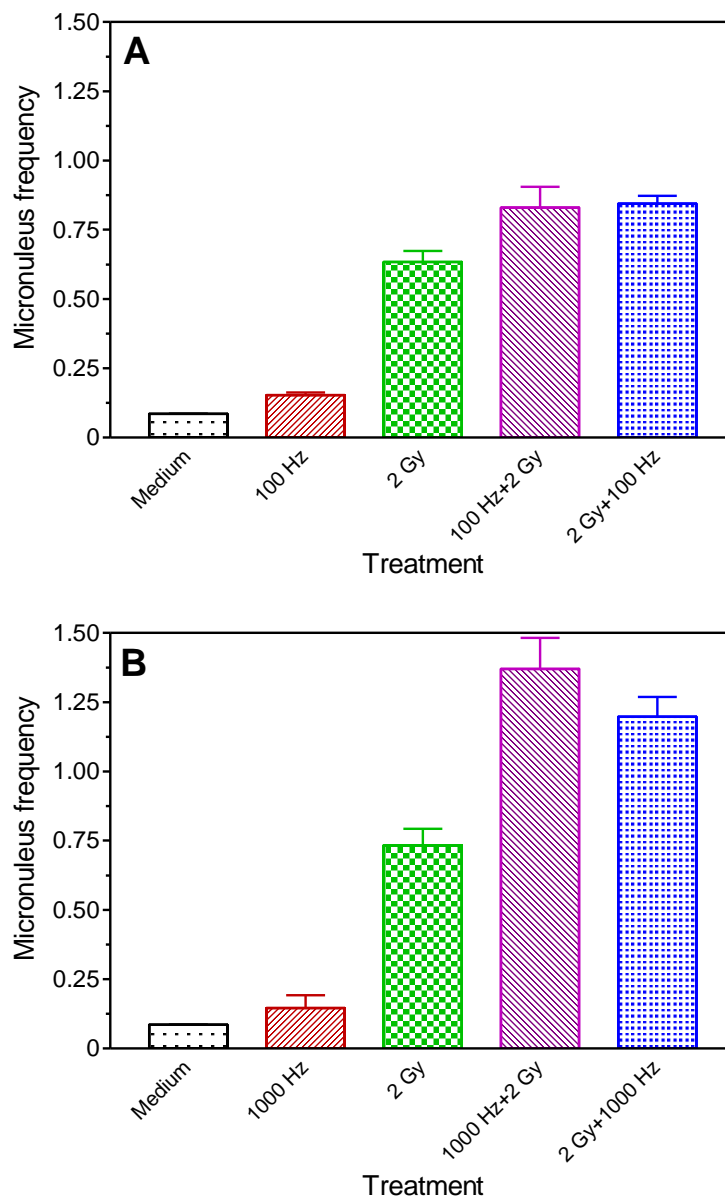 A
Micronuleus frequency
1.50
1.25
1.00
0.75
0.50
0.25
0
Medium
100 Hz
2 Gy
100 Hz+2 Gy
2 Gy+100 Hz
Treatment
B
Micronuleus frequency
1.50
1.25
1.00
0.75
0.50
0.25
0
Medium
1000 Hz
2 Gy
1000 Hz+2 Gy
2 Gy+1000 Hz
Treatment